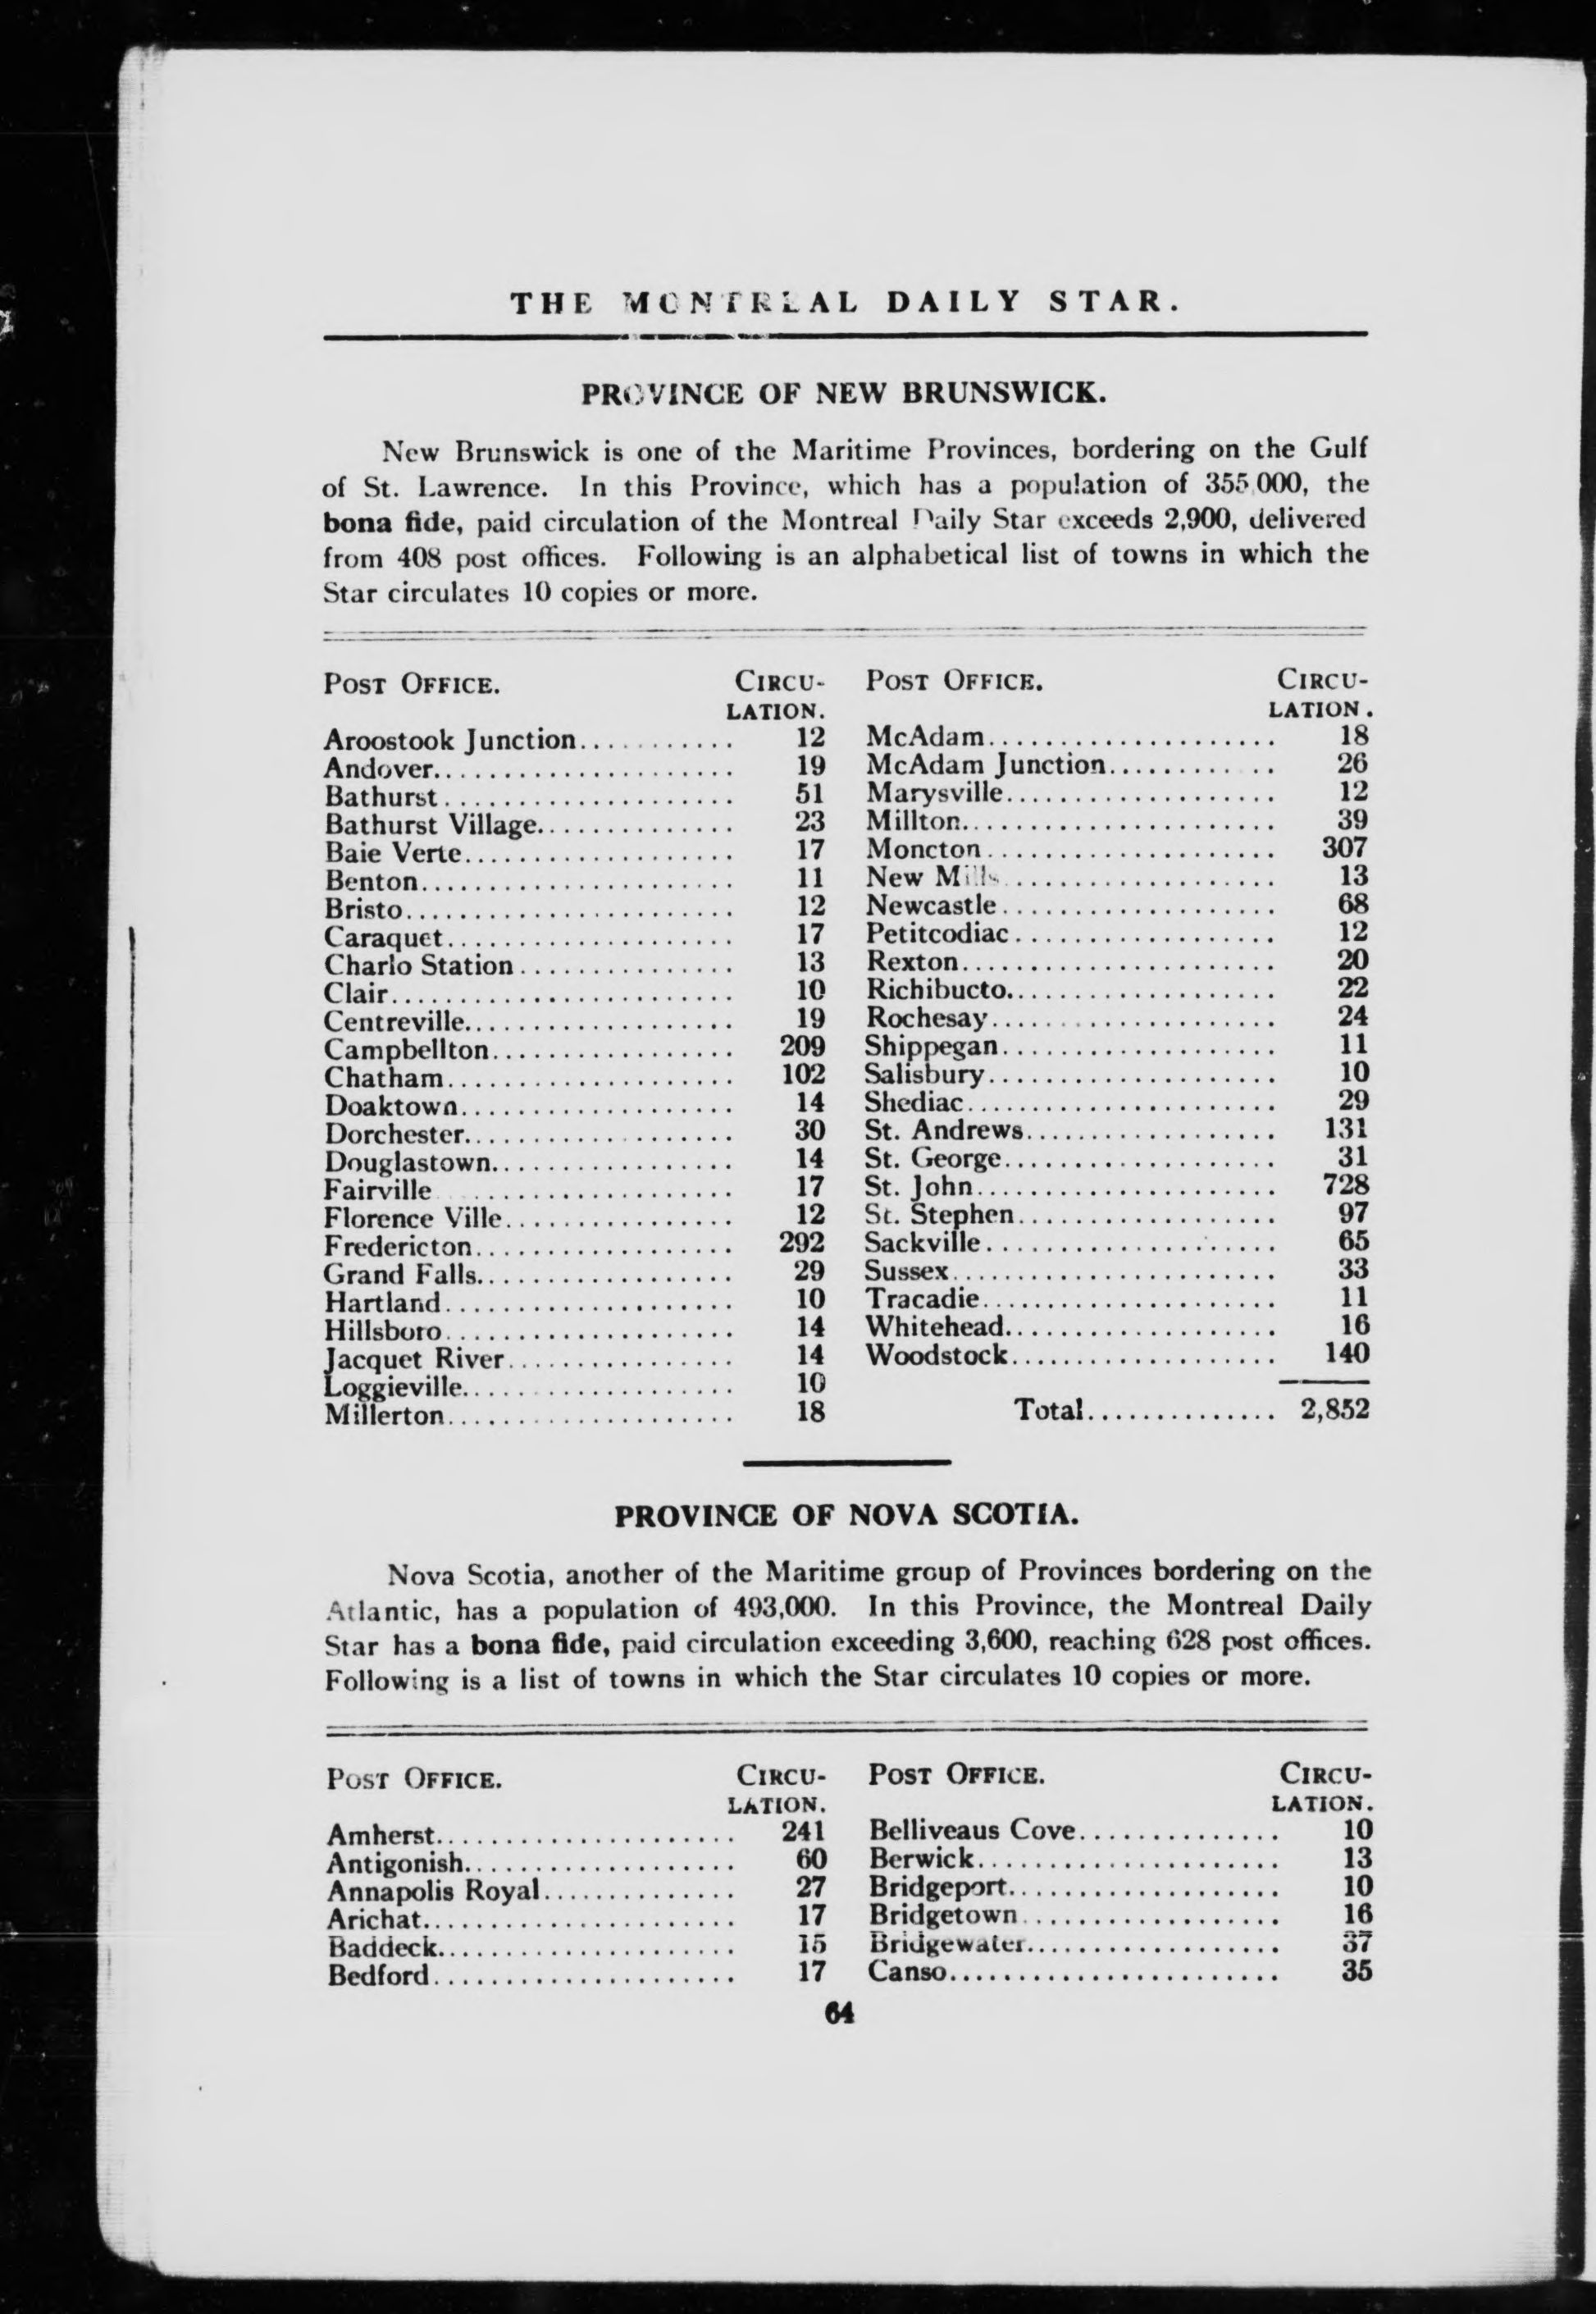 THE MONTREAL DAILY STAR.
PROVINCE OF NEW BRUNSWICK.
New Brunswick is one of the Maritime Provinces, bordering on the Gulf
of St. Lawrence. In this Province, which has a population of 355,000, the
bona fide, paid circulation of the Montreal Daily Star exceeds 2,900, delivered
from 408 post offices. Following is an alphabetical list of towns in which the
Star circulates 10 copies or more.
POST OFFICE. CIRCU-
LATION.
Aroostook Junction........... 12
Andover...................... 19
Bathurst..................... 51
Bathurst Village.............. 23
Baie Verte................... 17
Benton....................... 11
Bristo........................ 12
Caraquet..................... 17
Charlo Station................ 13
Clair......................... 10
Centreville................... 19
Campbellton.................. 209
Chatham..................... 102
Doaktown.................... 14
Dorchester................... 30
Douglastown.................. 14
Fairville .................... 17
Florence Ville................. 12
Fredericton................... 292
Grand Falls................... 29
Hartland..................... 10
Hillsboro..................... 14
Jacquet River................. 14
Loggieville.................... 10
Millerton..................... 18
POST OFFICE. CIRCU-
LATION.
McAdam..................... 18
McAdam Junction............ 26
Marysville.................... 12
Millton....................... 39
Moncton..................... 307
New Mills.................... 13
Newcastle.................... 68
Petitcodiac................... 12
Rexton....................... 20
Richibucto.................... 22
Rochesay..................... 24
Shippegan.................... 11
Salisbury..................... 10
Shediac....................... 29
St. Andrews................... 131
St. George.................... 31
St. John...................... 728
St. Stephen................... 97
Sackville..................... 65
Sussex........................ 33
Tracadie...................... 11
Whitehead.................... 16
Woodstock................... 140
Total.............. 2,852
PROVINCE OF NOVA SCOTIA.
Nova Scotia, another of the Maritime group of Provinces bordering on the
Atlantic, has a population of 493,000. In this Province, the Montreal Daily
Star has a bona fide, paid circulation exceeding 3,600, reaching 628 post offices.
Following is a list of towns in which the Star circulates 10 copies or more.
POST OFFICE. CIRCU-
LATION.
Amherst...................... 241
Antigonish.................... 60
Annapolis Royal.............. 27
Arichat....................... 17
Baddeck...................... 15
Bedford...................... 17
POST OFFICE. CIRCU-
LATION.
Belliveaus Cove............... 10
Berwick...................... 13
Bridgeport.................... 10
Bridgetown................... 16
Bridgewater................... 37
Canso........................ 35
64